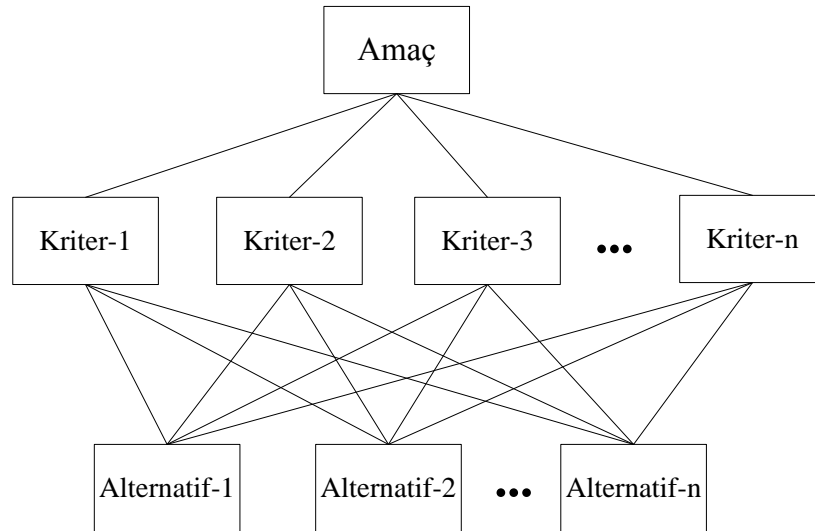 Amaç
Kriter-1 Kriter-2 Kriter-3 ••• Kriter-n
Alternatif-1 Alternatif-2 ••• Alternatif-n